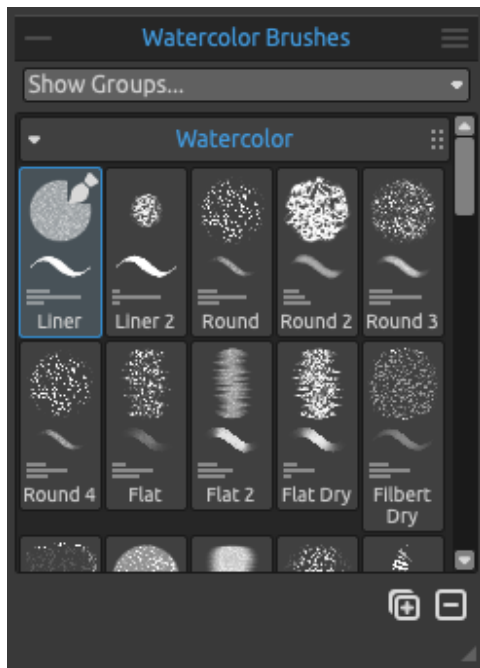 Watercolor Brushes
Show Groups...
Watercolor
Liner
Liner 2
Round
Round 2
Round 3
Round 4
Flat
Flat 2
Flat Dry
Filbert
Dry